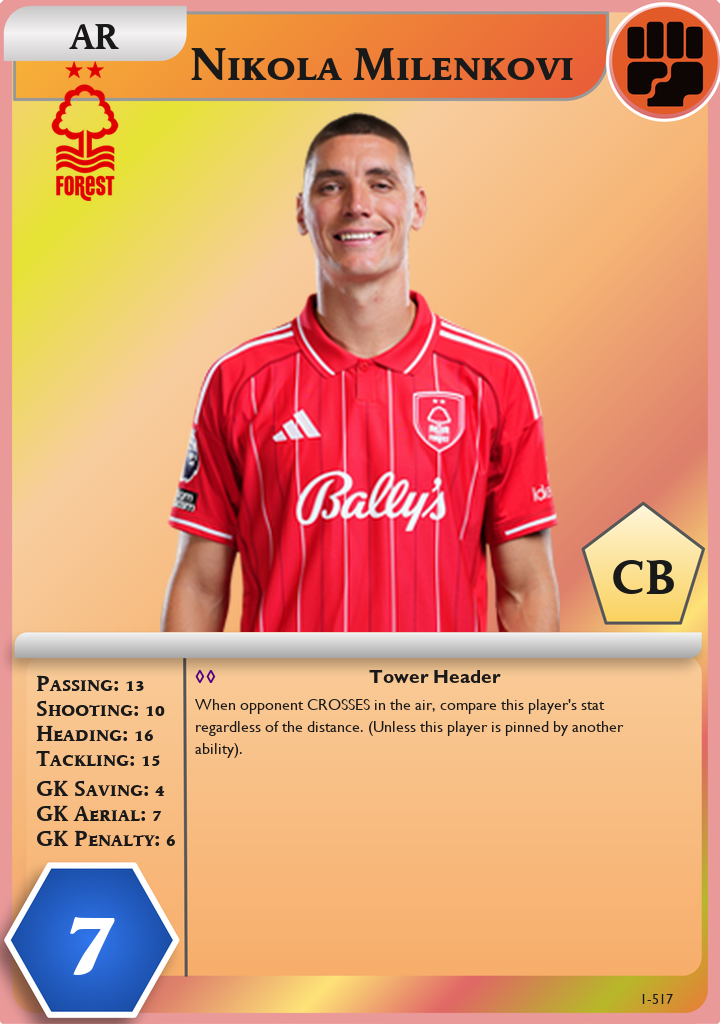 AR
Nikola Milenkovi
FOREST
Bally's
CB
Passing: 13
Shooting: 10
Heading: 16
Tackling: 15
GK Saving: 4
GK Aerial: 7
GK Penalty: 6
7
Tower Header
When opponent CROSSES in the air, compare this player's stat
regardless of the distance. (Unless this player is pinned by another
ability).
1-517